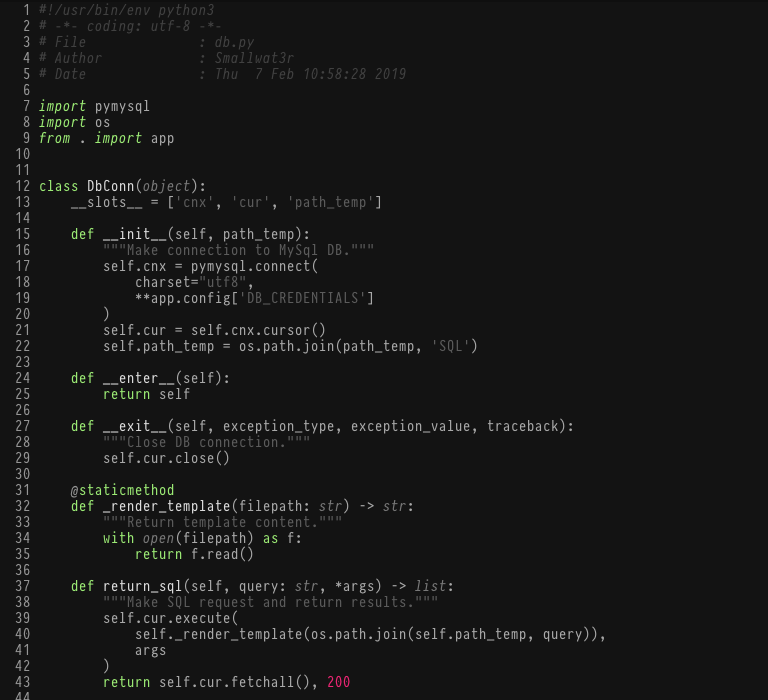 1 #!/usr/bin/env python3
2 # -*- coding: utf-8 -*-
3 # File              : db.py
4 # Author            : Smallwat3r
5 # Date              : Thu  7 Feb 10:58:28 2019
6
7 import pymysql
8 import os
9 from . import app
10
11
12 class DbConn(object):
13     __slots__ = ['cnx', 'cur', 'path_temp']
14
15     def __init__(self, path_temp):
16         """Make connection to MySql DB."""
17         self.cnx = pymysql.connect(
18             charset="utf8",
19             **app.config['DB_CREDENTIALS']
20         )
21         self.cur = self.cnx.cursor()
22         self.path_temp = os.path.join(path_temp, 'SQL')
23
24     def __enter__(self):
25         return self
26
27     def __exit__(self, exception_type, exception_value, traceback):
28         """Close DB connection."""
29         self.cur.close()
30
31     @staticmethod
32     def _render_template(filepath: str) -> str:
33         """Return template content."""
34         with open(filepath) as f:
35             return f.read()
36
37     def return_sql(self, query: str, *args) -> list:
38         """Make SQL request and return results."""
39         self.cur.execute(
40             self._render_template(os.path.join(self.path_temp, query)),
41             args
42         )
43         return self.cur.fetchall(), 200
44